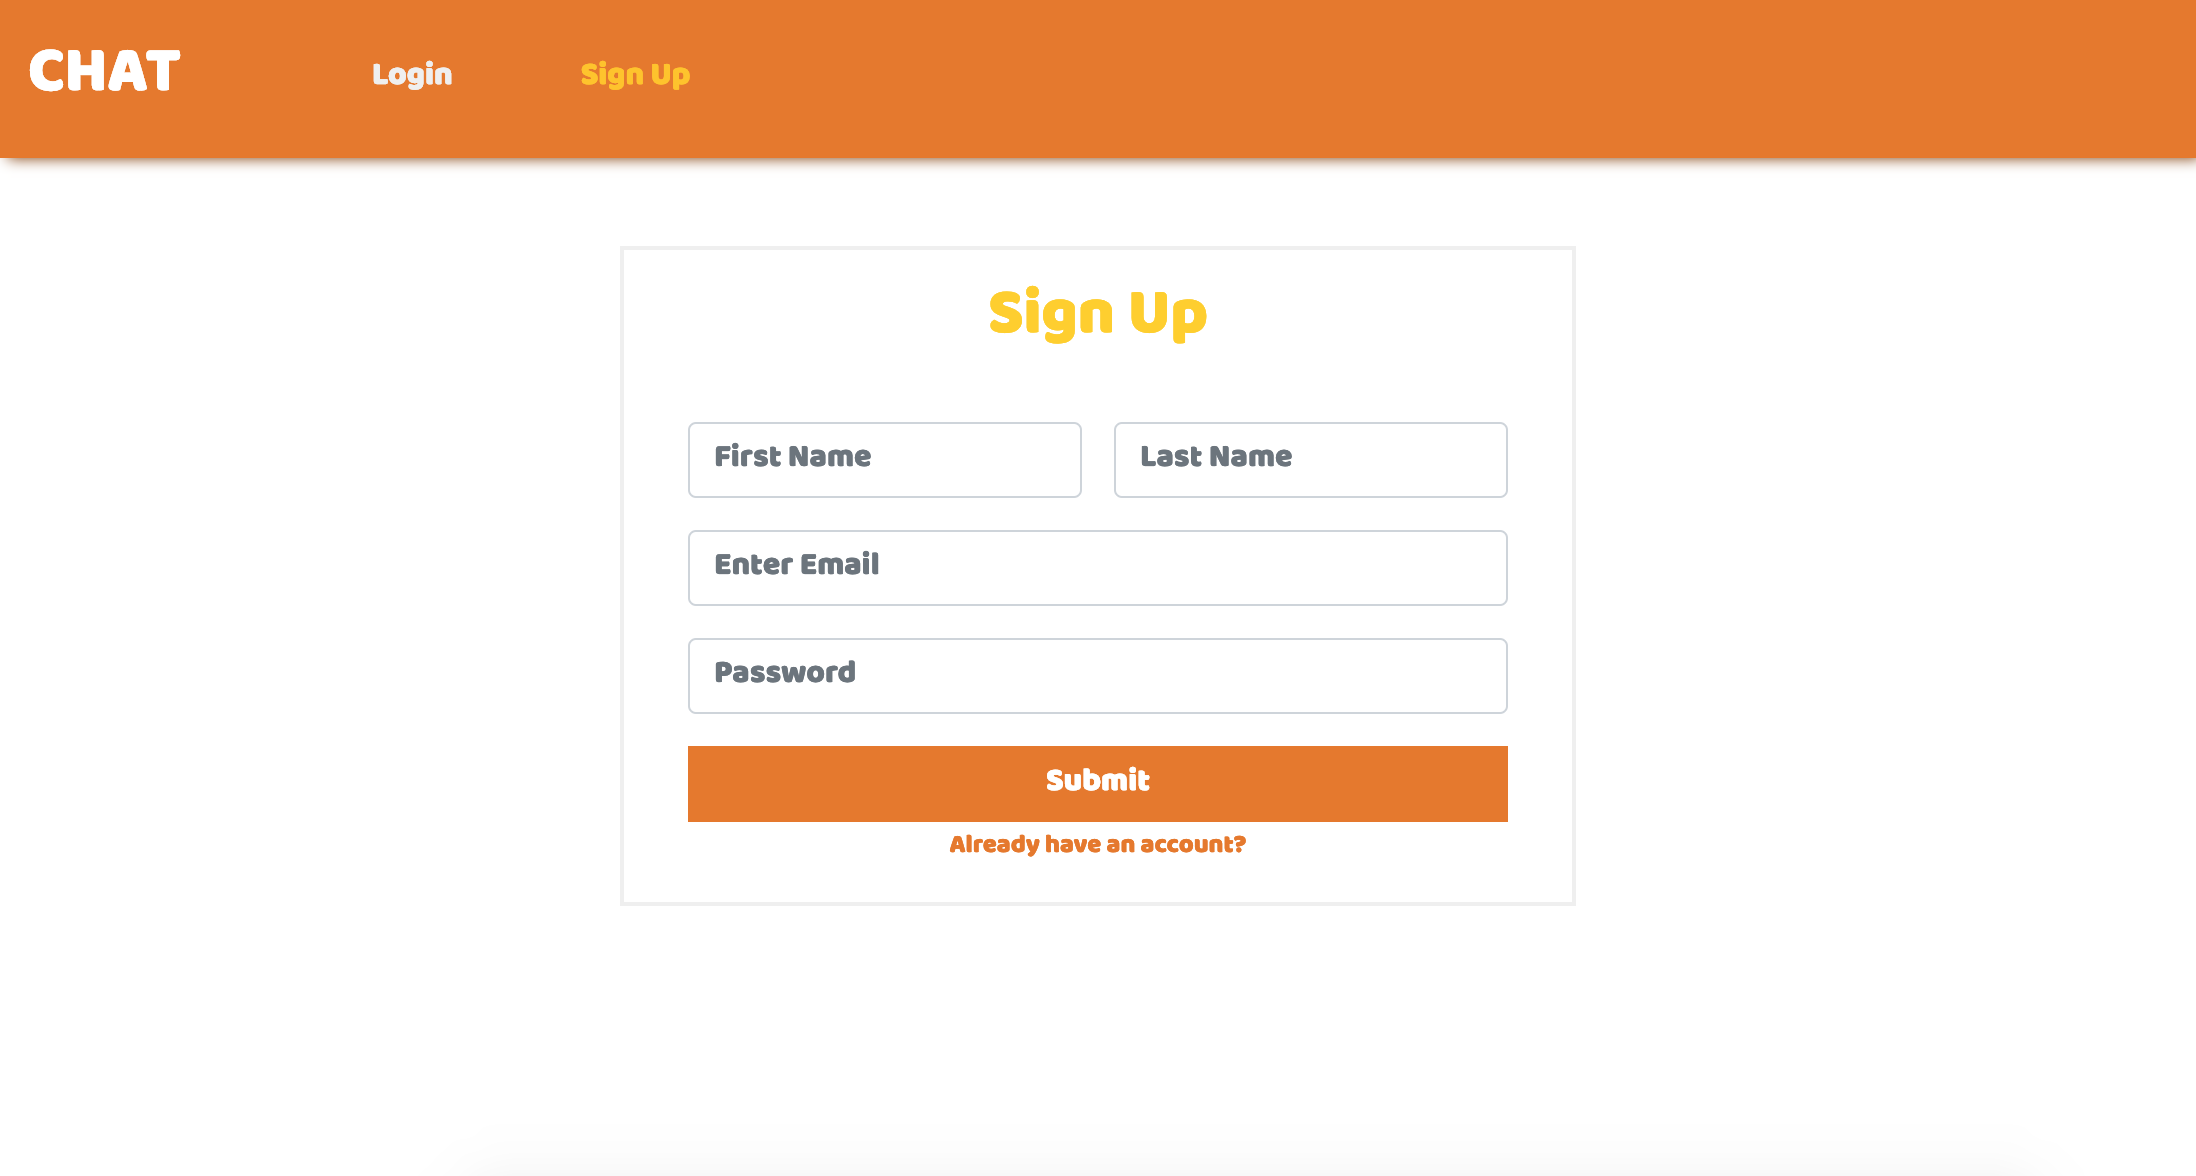 CHAT Login Sign Up
Sign Up
First Name Last Name
Enter Email
Password
Submit
Already have an account?